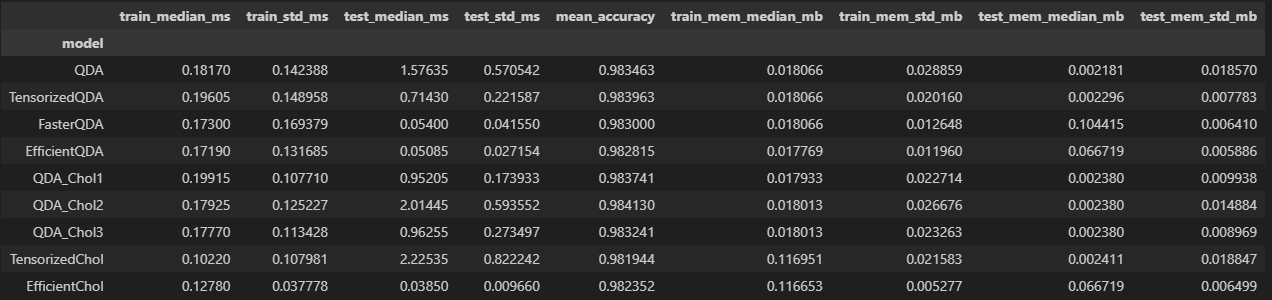 train_median_ms train_std_ms test_median_ms test_std_ms mean_accuracy train_mem_median_mb train_mem_std_mb test_mem_median_mb test_mem_std_mb
model
QDA 0.18170 0.142388 1.57635 0.570542 0.983463 0.018066 0.028859 0.002181 0.018570
TensorizedQDA 0.19605 0.148958 0.71430 0.221587 0.983963 0.018066 0.020160 0.002296 0.007783
FasterQDA 0.17300 0.169379 0.05400 0.041550 0.983000 0.018066 0.012648 0.104415 0.006410
EfficientQDA 0.17190 0.131685 0.05085 0.027154 0.982815 0.017769 0.011960 0.066719 0.005886
QDA_Chol1 0.19915 0.107710 0.95205 0.173933 0.983741 0.017933 0.022714 0.002380 0.009938
QDA_Chol2 0.17925 0.125227 2.01445 0.593552 0.984130 0.018013 0.026676 0.002380 0.014884
QDA_Chol3 0.17770 0.113428 0.96255 0.273497 0.983241 0.018013 0.023263 0.002380 0.008969
TensorizedChol 0.10220 0.107981 2.22535 0.822242 0.981944 0.116951 0.021583 0.002411 0.018847
EfficientChol 0.12780 0.037778 0.03850 0.009660 0.982352 0.116653 0.005277 0.066719 0.006499